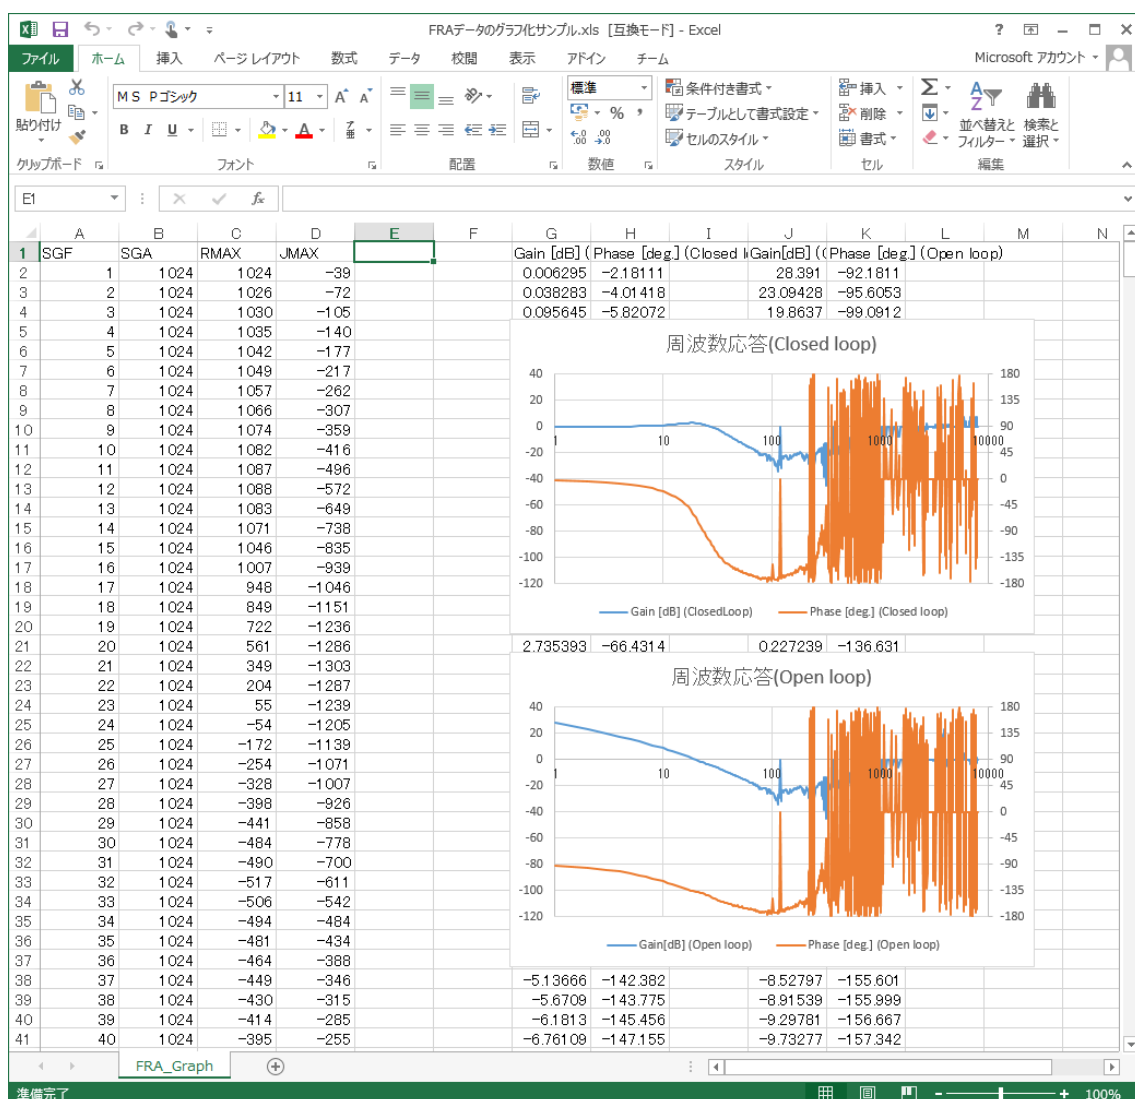 FRAデータのグラフ化サンプル.xls [互換モード] - Excel
ファイル ホーム 挿入 ページ レイアウト 数式 データ 校閲 表示 アドイン チーム Microsoft アカウント
貼り付け
ＭＳ Ｐゴシック 11
B I U A
標準
% ,
条件付き書式
テーブルとして書式設定
セルのスタイル
挿入
削除
書式
並べ替えと フィルター
検索と 選択
クリップボード フォント 配置 数値 スタイル セル 編集
E1 fx
A B C D E F G H I J K L M N
1 SGF SGA RMAX JMAX Gain [dB] ( Phase [deg.] (Closed l Gain[dB] (( Phase [deg.] (Open loop)
2 1 1024 1024 -39 0.006295 -2.18111 28.391 -92.1811
3 2 1024 1026 -72 0.038283 -4.01418 23.09428 -95.6053
4 3 1024 1030 -105 0.095645 -5.82072 19.8637 -99.0912
5 4 1024 1035 -140
6 5 1024 1042 -177
7 6 1024 1049 -217
8 7 1024 1057 -262
9 8 1024 1066 -307
10 9 1024 1074 -359
11 10 1024 1082 -416
12 11 1024 1087 -496
13 12 1024 1088 -572
14 13 1024 1083 -649
15 14 1024 1071 -738
16 15 1024 1046 -835
17 16 1024 1007 -939
18 17 1024 948 -1046
19 18 1024 849 -1151
20 19 1024 722 -1236
21 20 1024 561 -1286 2.735393 -66.4314 0.227239 -136.631
22 21 1024 349 -1303
23 22 1024 204 -1287
24 23 1024 55 -1239
25 24 1024 -54 -1205
26 25 1024 -172 -1139
27 26 1024 -254 -1071
28 27 1024 -328 -1007
29 28 1024 -398 -926
30 29 1024 -441 -858
31 30 1024 -484 -778
32 31 1024 -490 -700
33 32 1024 -517 -611
34 33 1024 -506 -542
35 34 1024 -494 -484
36 35 1024 -481 -434
37 36 1024 -464 -388
38 37 1024 -449 -346 -5.13666 -142.382 -8.52797 -155.601
39 38 1024 -430 -315 -5.6709 -143.775 -8.91539 -155.999
40 39 1024 -414 -285 -6.1813 -145.456 -9.29781 -156.667
41 40 1024 -395 -255 -6.76109 -147.155 -9.73277 -157.342
周波数応答(Closed loop)
40 180
20 135
0 90
1 10 100 1000 10000
-20 45
-40 0
-60 -45
-80 -90
-100 -135
-120 -180
Gain [dB] (ClosedLoop) Phase [deg.] (Closed loop)
周波数応答(Open loop)
40 180
20 135
0 90
1 10 100 1000 10000
-20 45
-40 0
-60 -45
-80 -90
-100 -135
-120 -180
Gain[dB] (Open loop) Phase [deg.] (Open loop)
FRA_Graph
準備完了 100%